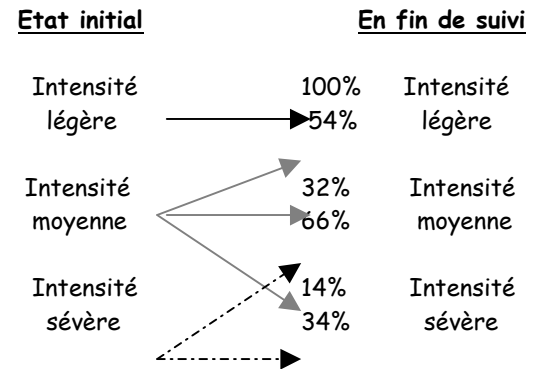 Etat initial En fin de suivi
Intensité 100% Intensité
légère 54% légère
Intensité 32% Intensité
moyenne 66% moyenne
Intensité 14% Intensité
sévère 34% sévère